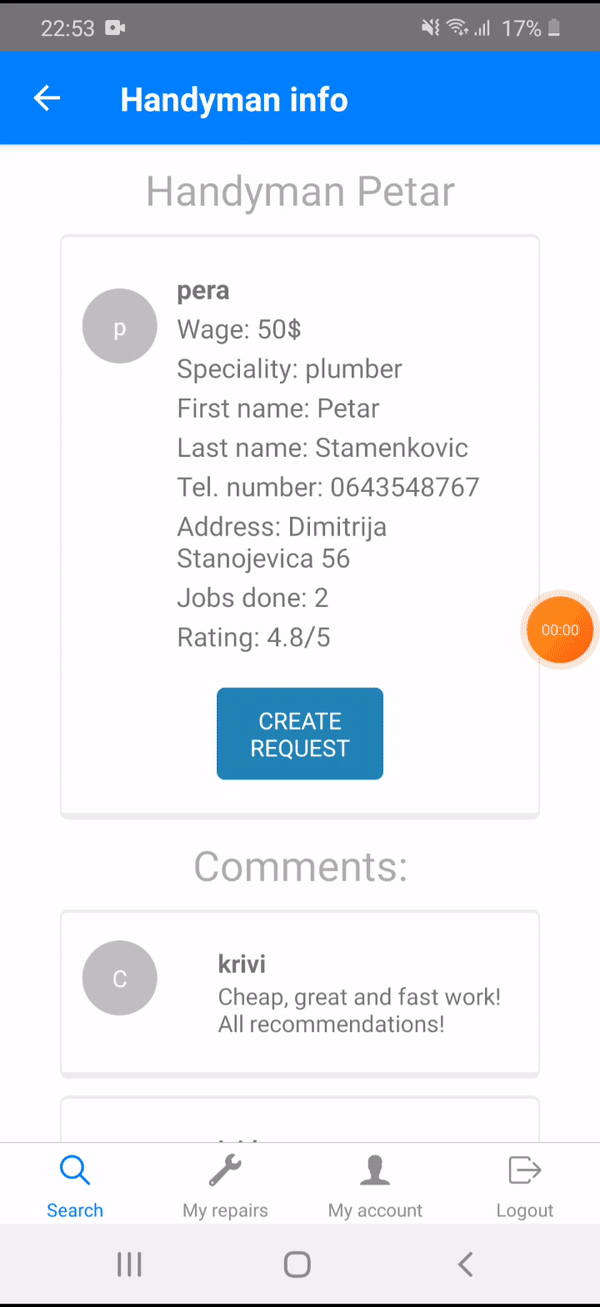 22:53
17%
Handyman info
Handyman Petar
p
pera
Wage: 50$
Speciality: plumber
First name: Petar
Last name: Stamenkovic
Tel. number: 0643548767
Address: Dimitrija
Stanojevica 56
Jobs done: 2
Rating: 4.8/5
00:00
CREATE
REQUEST
Comments:
C
krivi
Cheap, great and fast work!
All recommendations!
Search
My repairs
My account
Logout